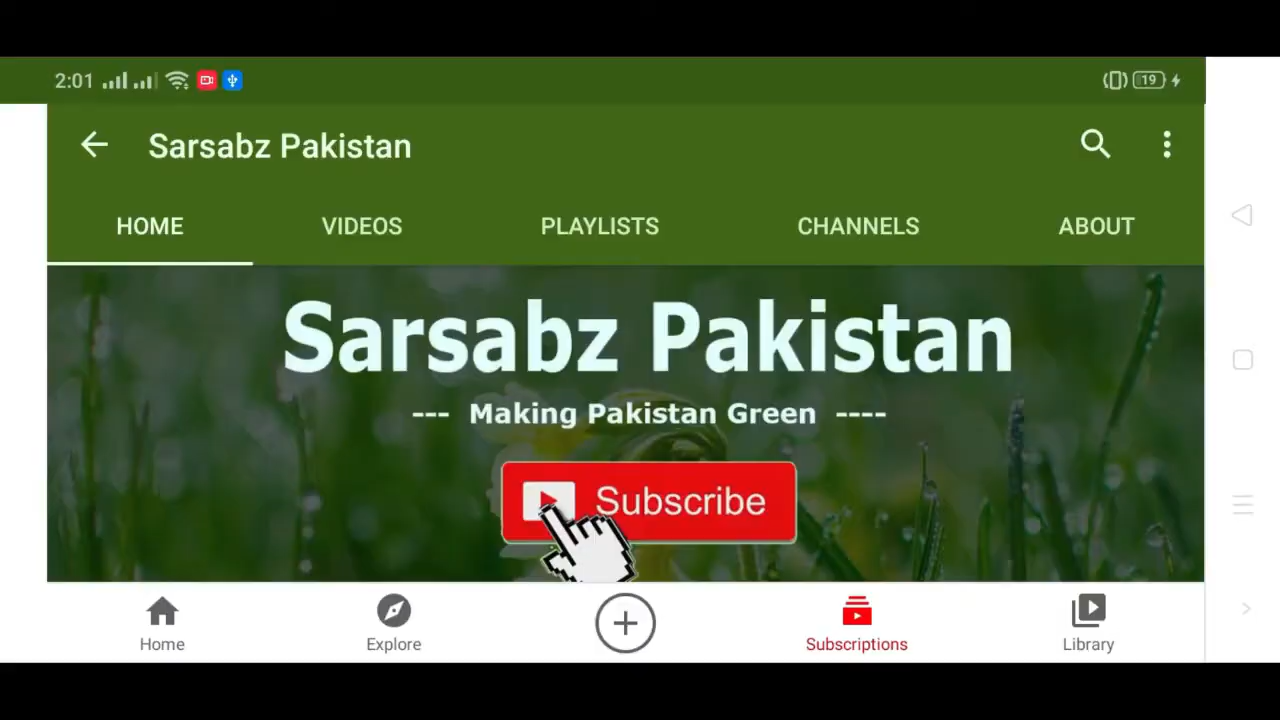 2:01 19
Sarsabz Pakistan
HOME VIDEOS PLAYLISTS CHANNELS ABOUT
Sarsabz Pakistan
--- Making Pakistan Green ----
Subscribe
Home Explore Subscriptions Library